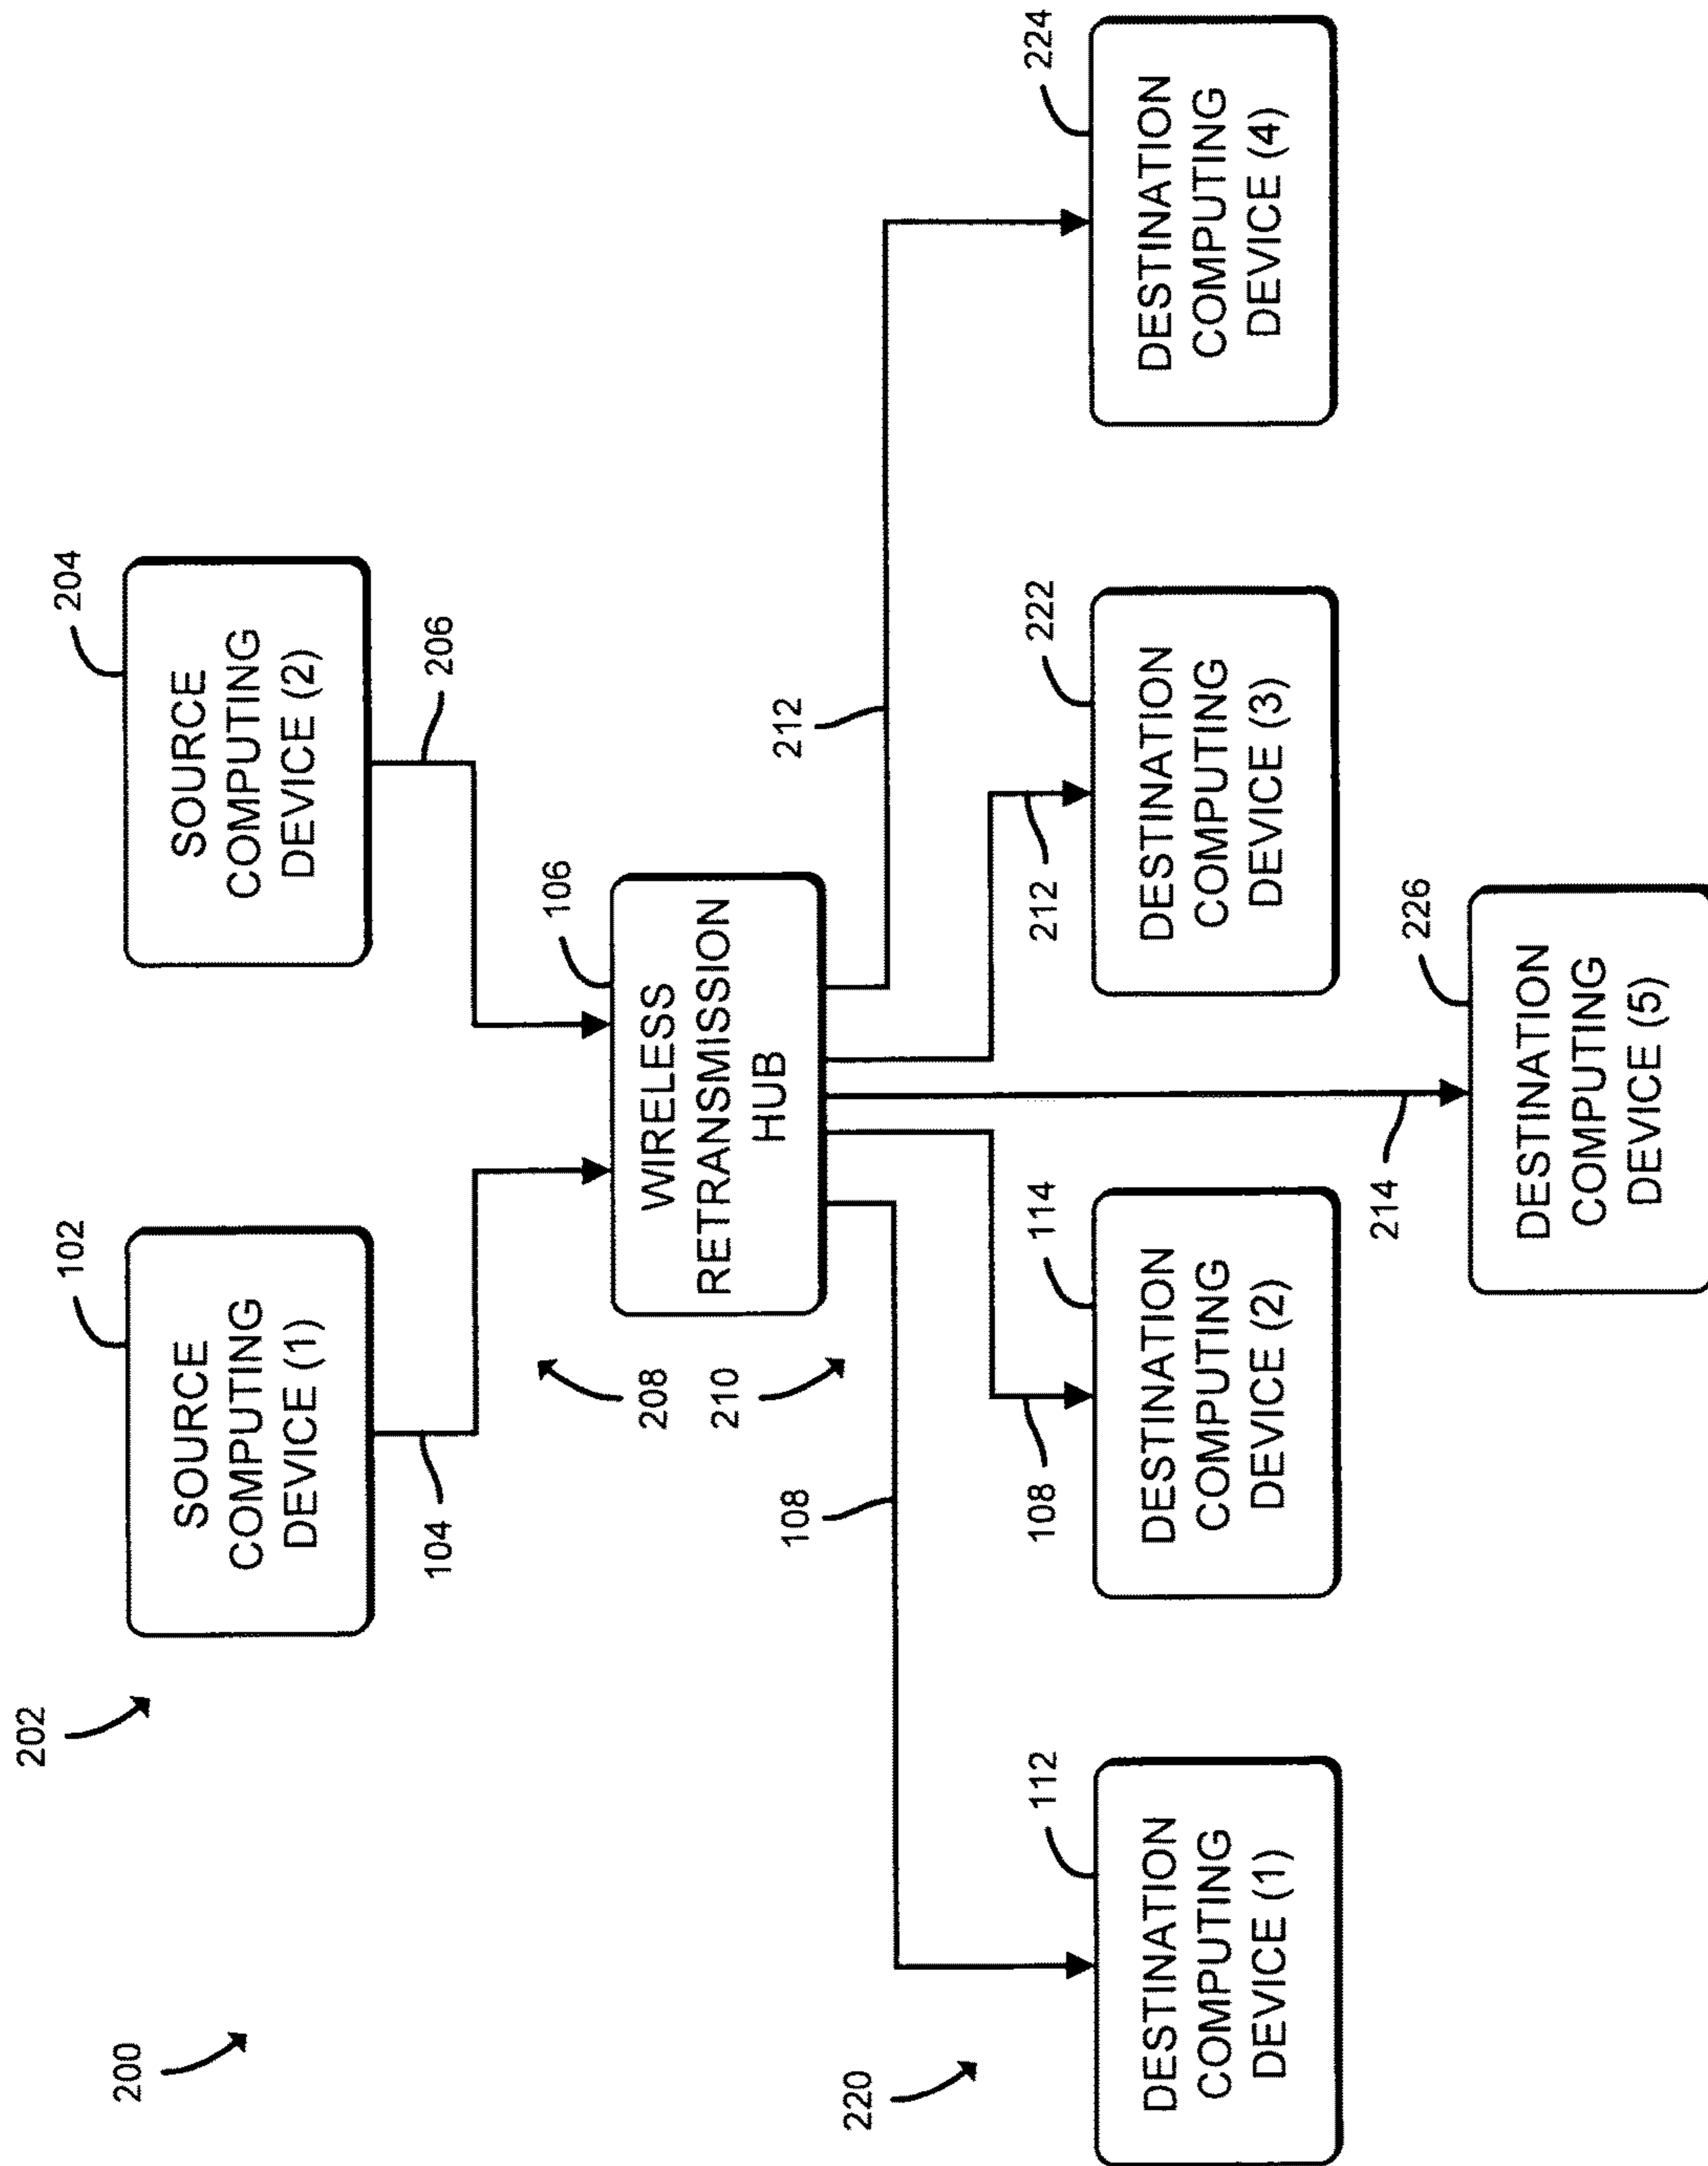 200
202
SOURCE
COMPUTING
DEVICE (1)
102
SOURCE
COMPUTING
DEVICE (2)
204
104
206
208
210
WIRELESS
RETRANSMISSION
HUB
106
108
212
220
108
212
DESTINATION
COMPUTING
DEVICE (1)
112
DESTINATION
COMPUTING
DEVICE (2)
114
DESTINATION
COMPUTING
DEVICE (3)
222
DESTINATION
COMPUTING
DEVICE (4)
224
214
DESTINATION
COMPUTING
DEVICE (5)
226